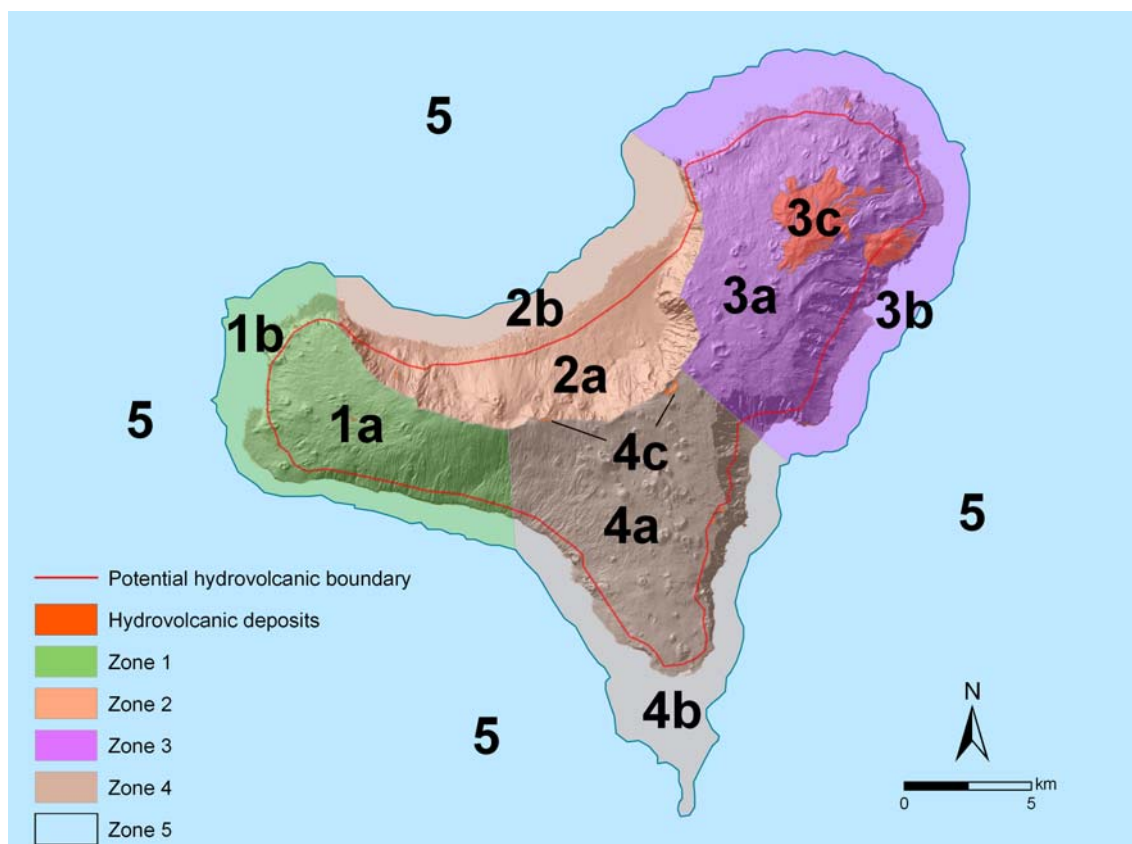 5
3c
3a
3b
2b
1b
2a
5
1a
4c
5
4a
4b
5
Potential hydrovolcanic boundary
Hydrovolcanic deposits
Zone 1
Zone 2
Zone 3
Zone 4
Zone 5
N
km
0 5